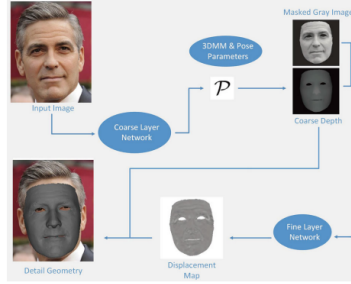 Masked Gray Image
3DMM & Pose
Parameters
𝒫
Input Image
Coarse Layer
Network
Coarse Depth
Detail Geometry
Displacement
Map
Fine Layer
Network